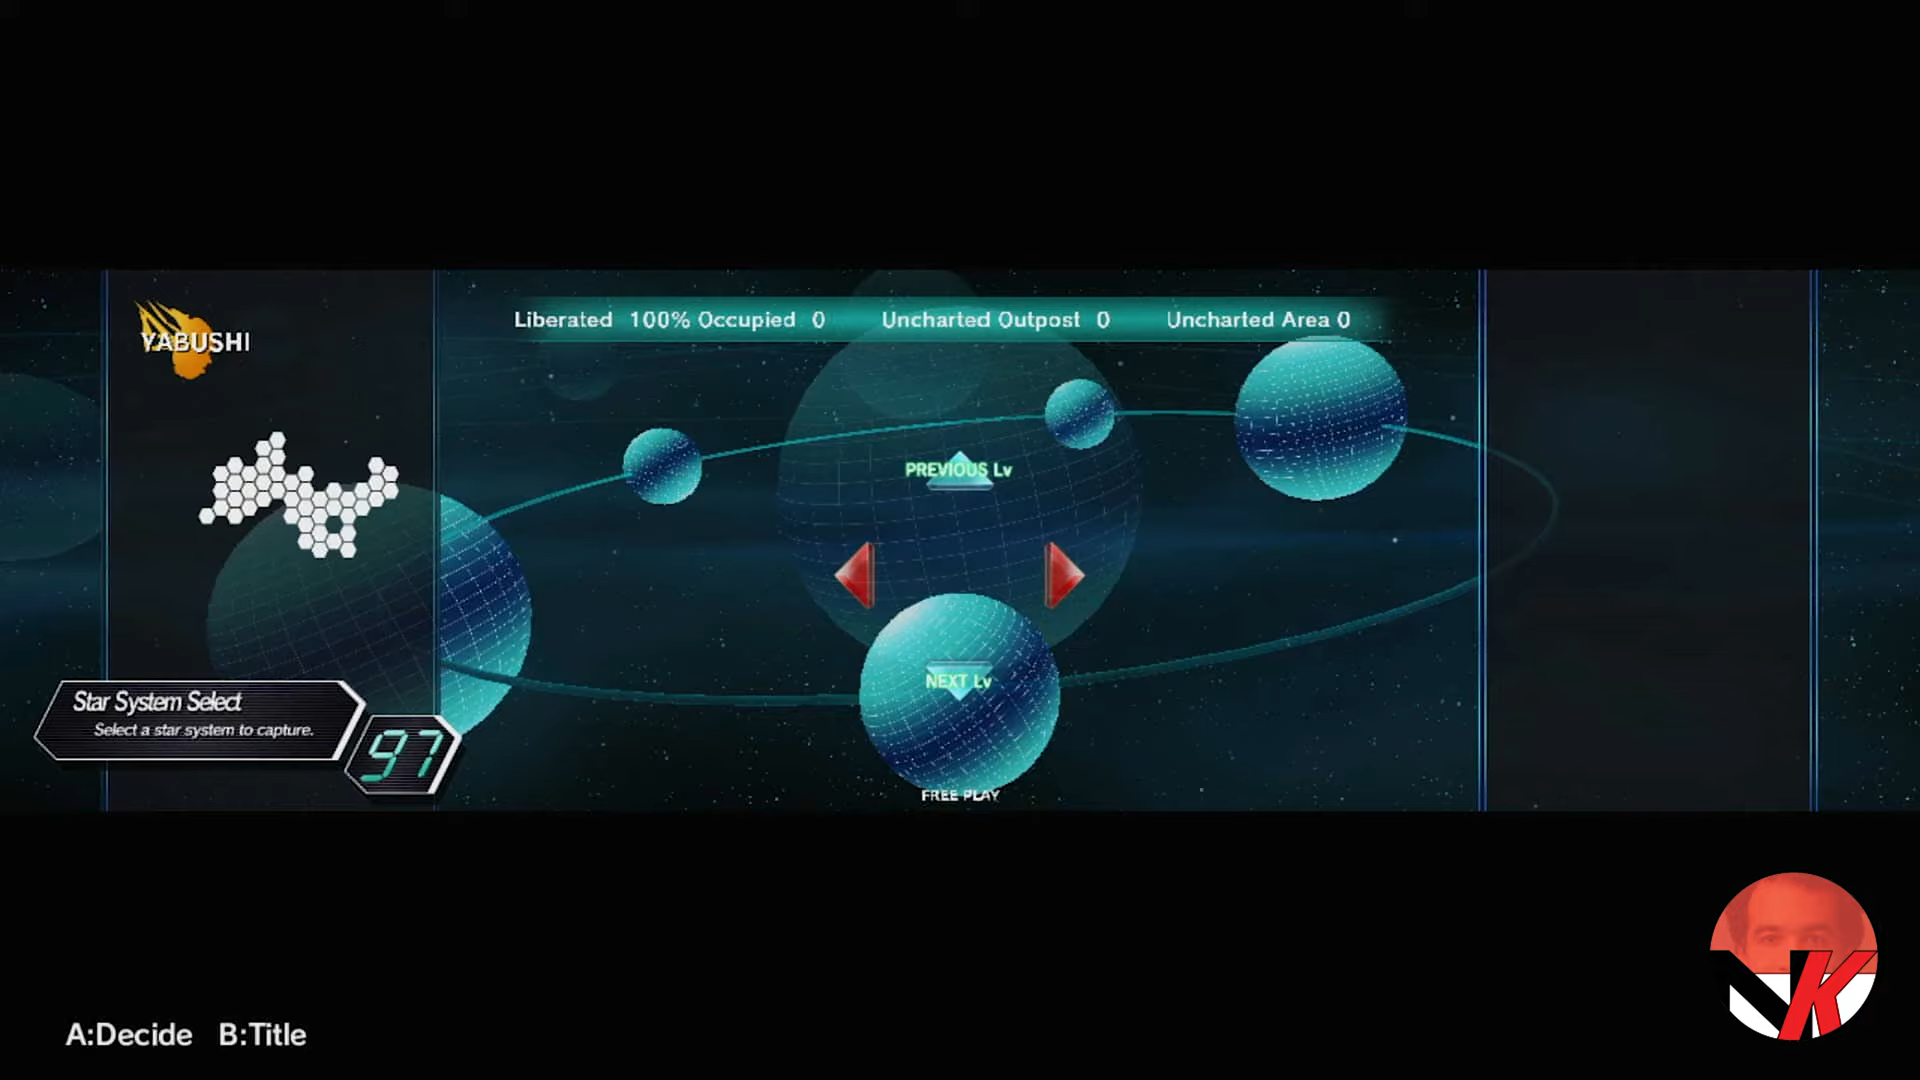 YABUSHI
Liberated 100% Occupied 0 Uncharted Outpost 0 Uncharted Area 0
PREVIOUS Lv
NEXT Lv
Star System Select
Select a star system to capture.
97
FREE PLAY
VK
A:Decide B:Title